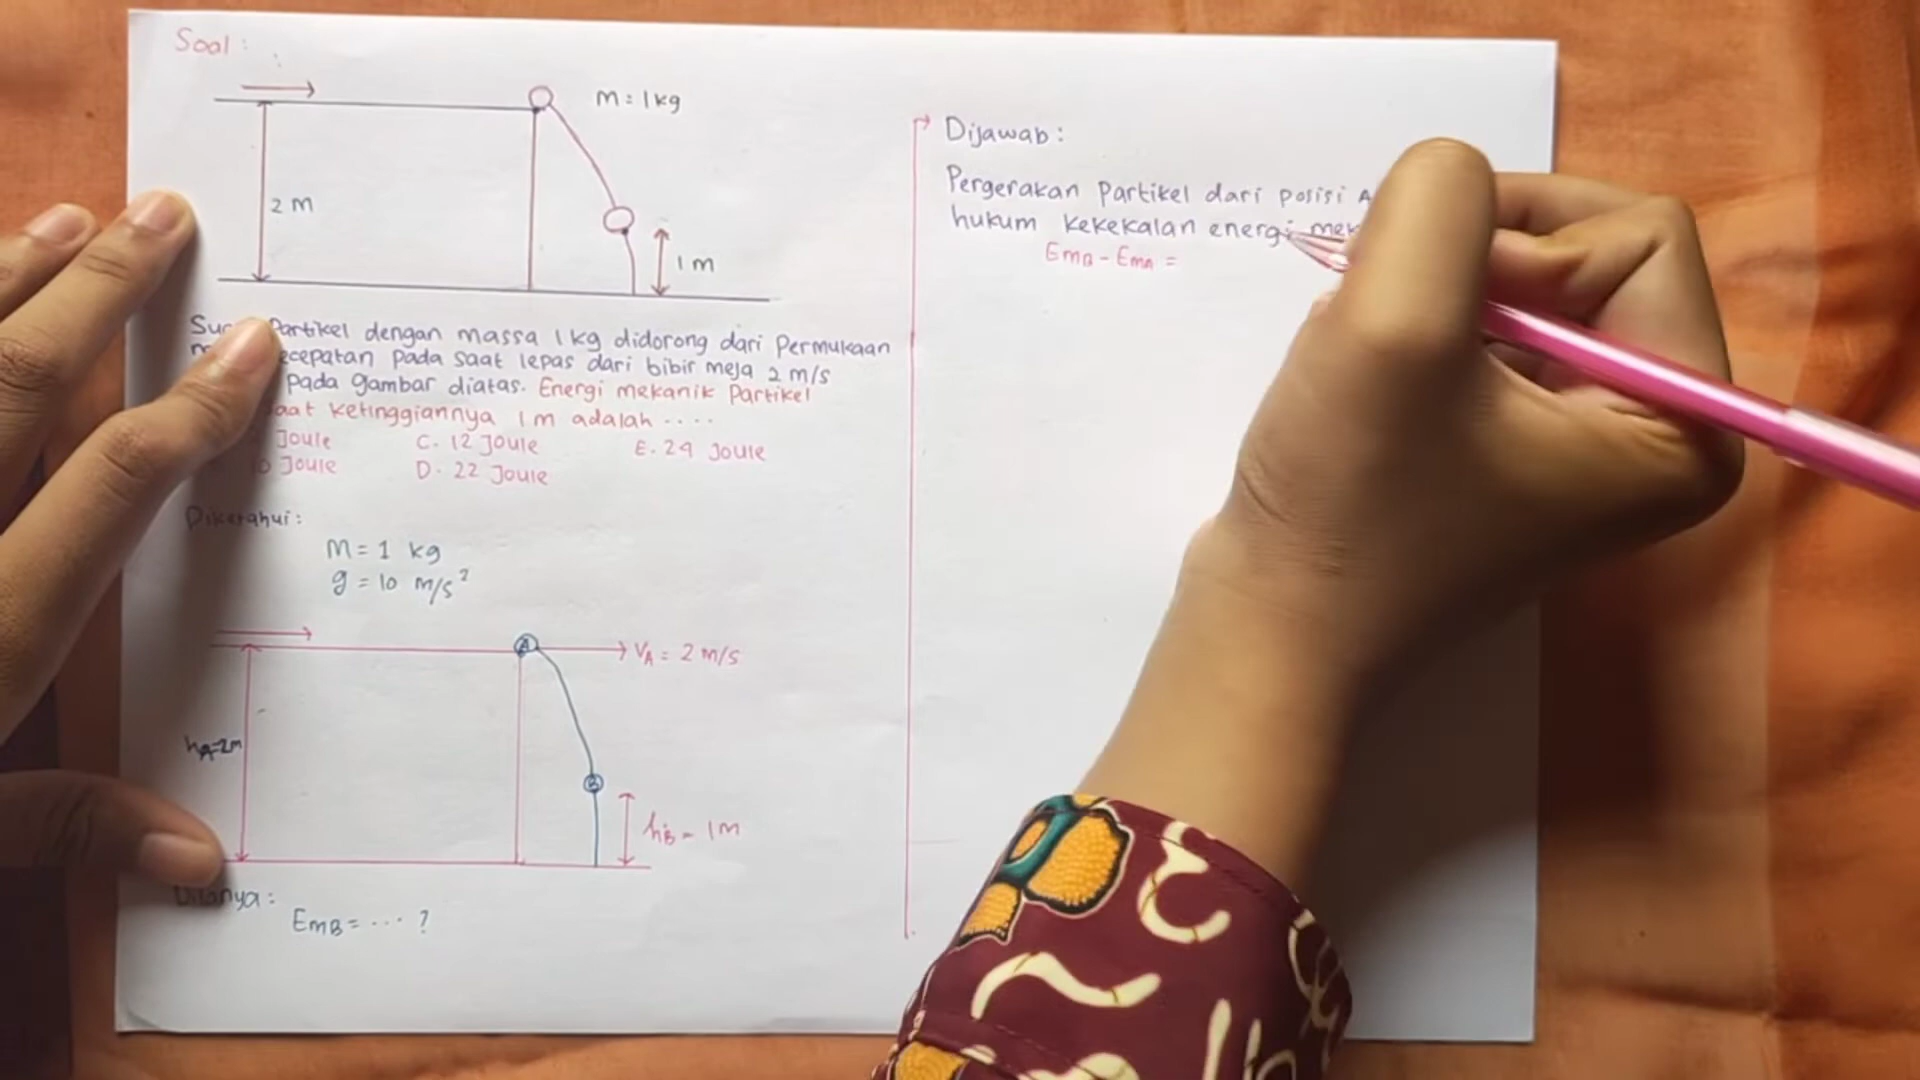 Soal :
m = 1 kg
2 m
1 m
Partikel dengan massa 1 kg didorong dari permukaan
pada saat lepas dari bibir meja 2 m/s
pada gambar diatas. Energi mekanik partikel
ketinggiannya 1 m adalah ....
Joule C. 12 Joule E. 24 Joule
Joule D. 22 Joule
Diketahui :
m = 1 kg
g = 10 m/s²
A
VA = 2 m/s
hA=2m
B
hB = 1 m
Ditanya :
EmB = ... ?
Dijawab :
Pergerakan Partikel dari posisi A
hukum kekekalan energi
EmB - EmA =